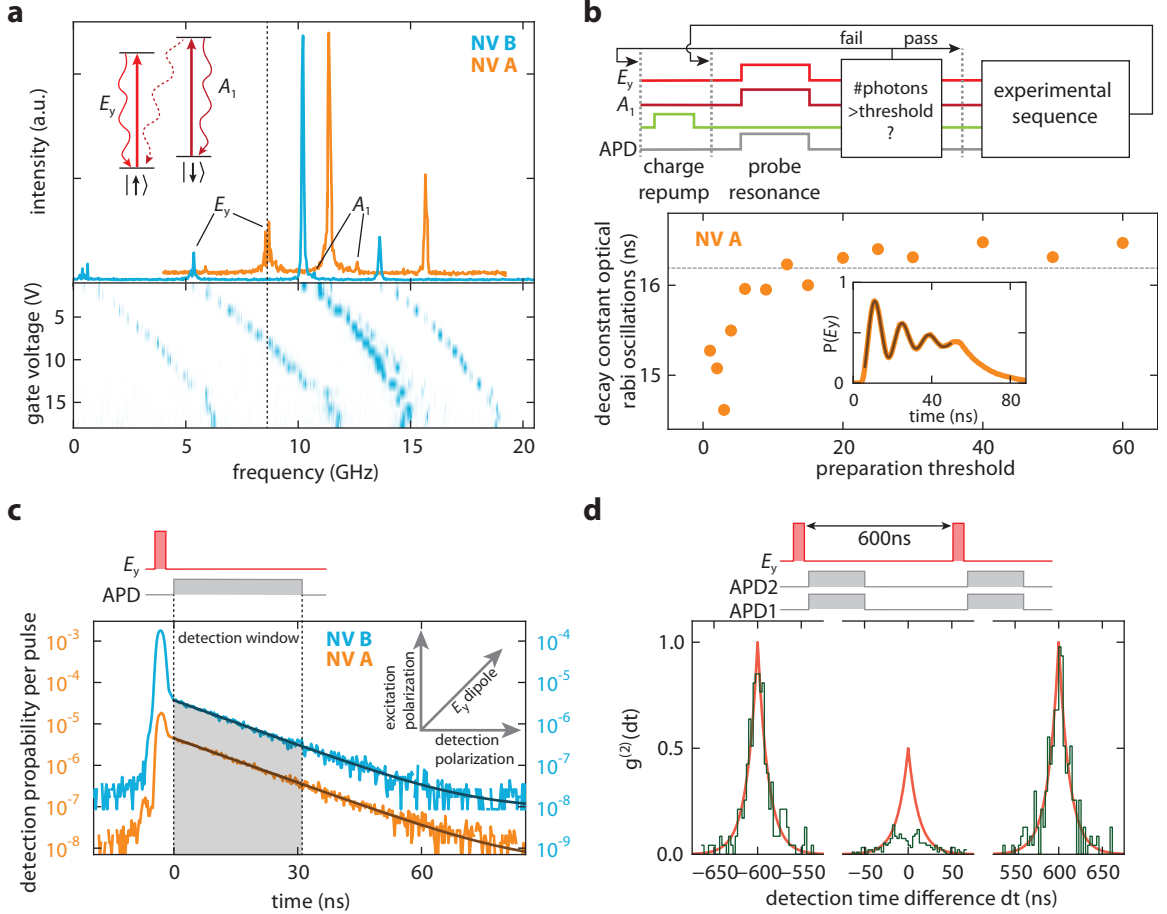 a
NV B
NV A
E_y
A_1
|↑⟩
|↓⟩
E_y
A_1
intensity (a.u.)
gate voltage (V)
5
10
15
0
5
10
15
20
frequency (GHz)
b
fail
pass
E_y
A_1
APD
#photons
>threshold
?
experimental
sequence
charge
repump
probe
resonance
NV A
decay constant optical
rabi oscillations (ns)
16
15
P(Ey)
1
0
0
40
80
time (ns)
0
20
40
60
preparation threshold
c
E_y
APD
detection window
NV B
NV A
excitation
polarization
E_y dipole
detection
polarization
detection propability per pulse
10^-3
10^-4
10^-5
10^-6
10^-7
10^-8
10^-4
10^-5
10^-6
10^-7
10^-8
10^-9
0
30
60
time (ns)
d
600ns
E_y
APD2
APD1
g^(2)(dt)
1.0
0.5
0.0
−650
−600
−550
−50
0
50
550
600
650
detection time difference dt (ns)